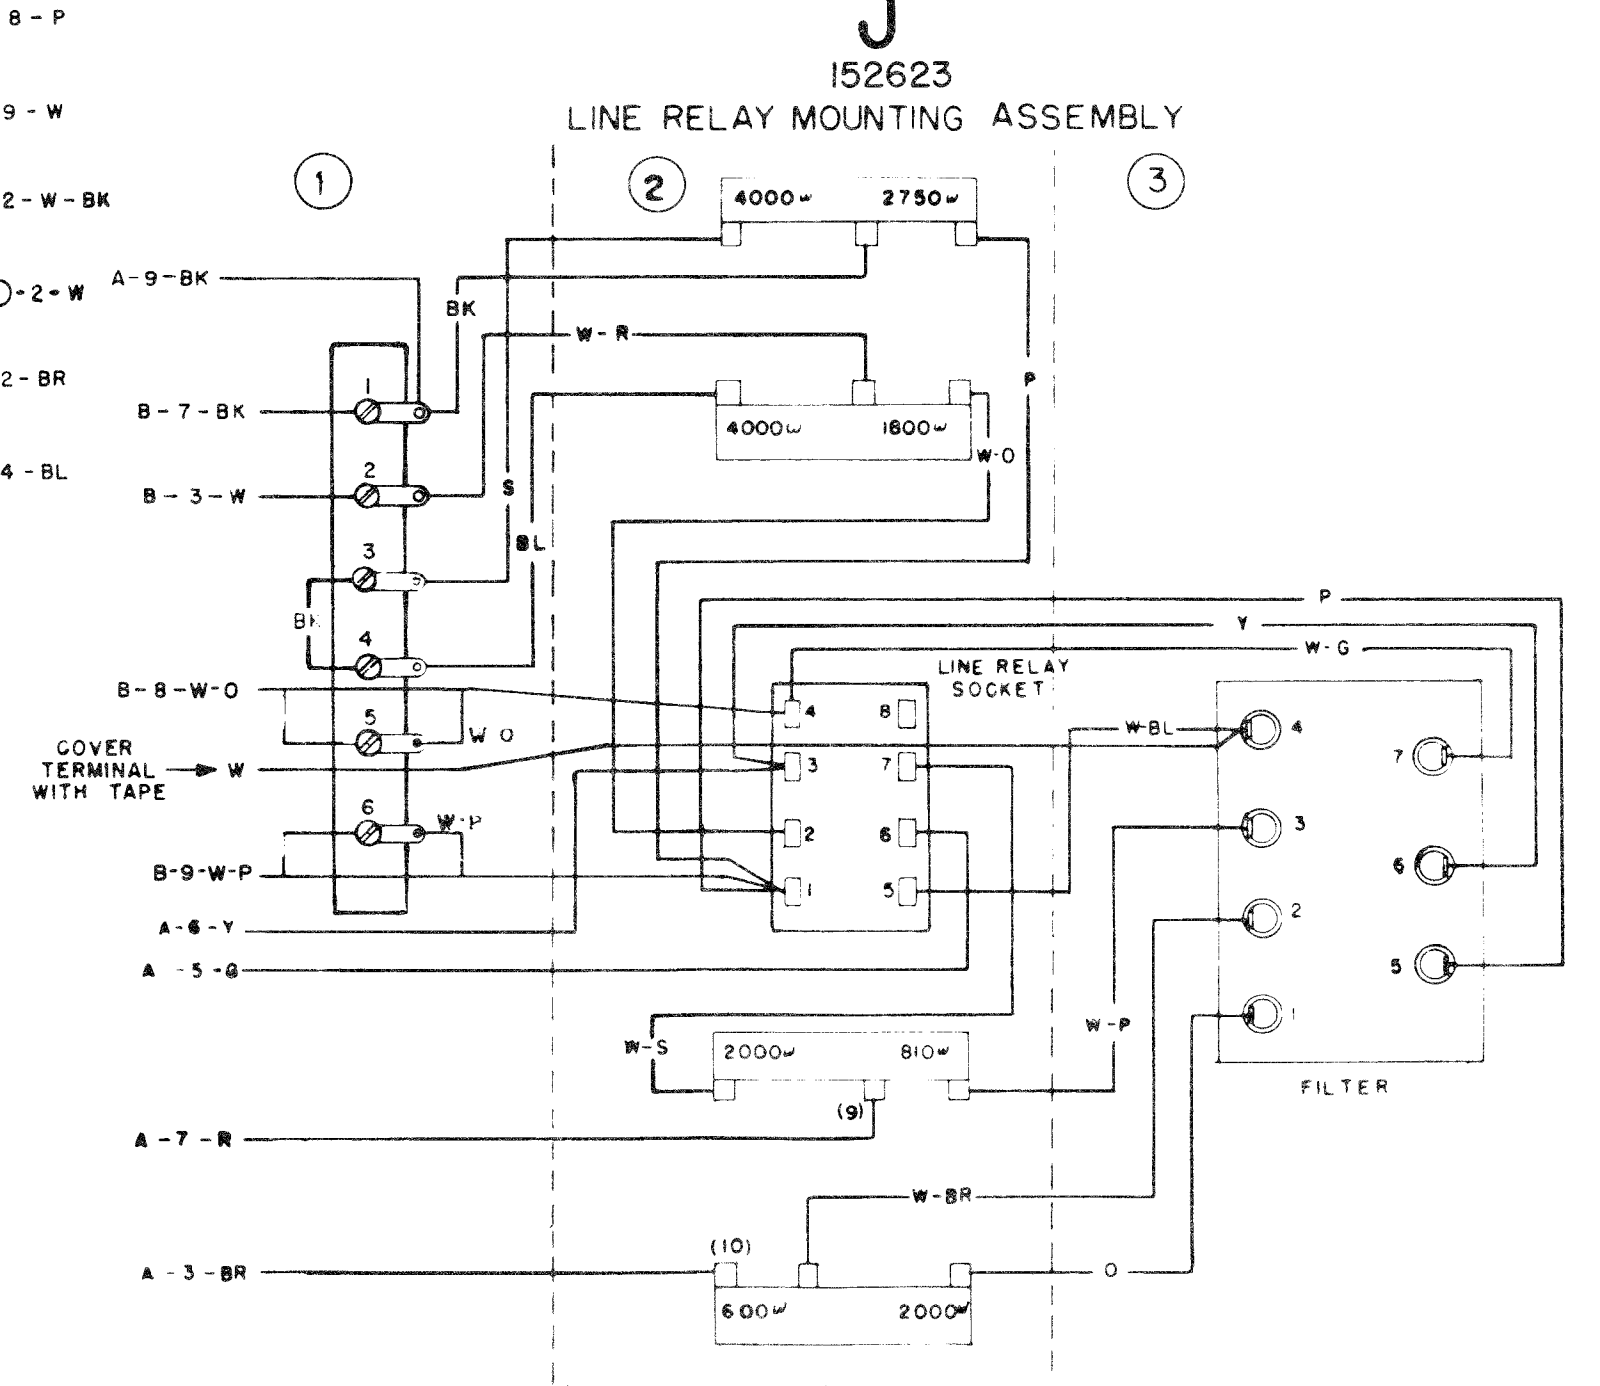 8 - P
J
152623
LINE RELAY MOUNTING ASSEMBLY
9 - W
1
2
3
2 - W - BK
4000ω 2750ω
A-9-BK
)-2-W
BK
W-R
2-BR
P
1
B-7-BK
4000ω 1800ω
W-O
4-BL
2
B-3-W
S
BL
3
BK
4
P
Y
W-G
LINE RELAY
SOCKET
B-8-W-O
5
W O
4 8
W-BL
4
COVER
TERMINAL
WITH TAPE
W
3 7
7
6
W-P
2 6
3
6
B-9-W-P
1 5
2
A-6-Y
A -5-G
5
1
W-P
W-S
2000ω 810ω
FILTER
(9)
A-7-R
W-BR
(10)
A-3-BR
O
600ω 2000ω